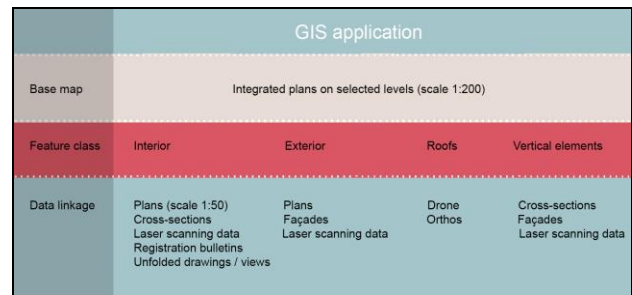 GIS application
Base map
Integrated plans on selected levels (scale 1:200)
Feature class
Interior
Exterior
Roofs
Vertical elements
Data linkage
Plans (scale 1:50)
Cross-sections
Laser scanning data
Registration bulletins
Unfolded drawings / views
Plans
Façades
Laser scanning data
Drone
Orthos
Cross-sections
Façades
Laser scanning data